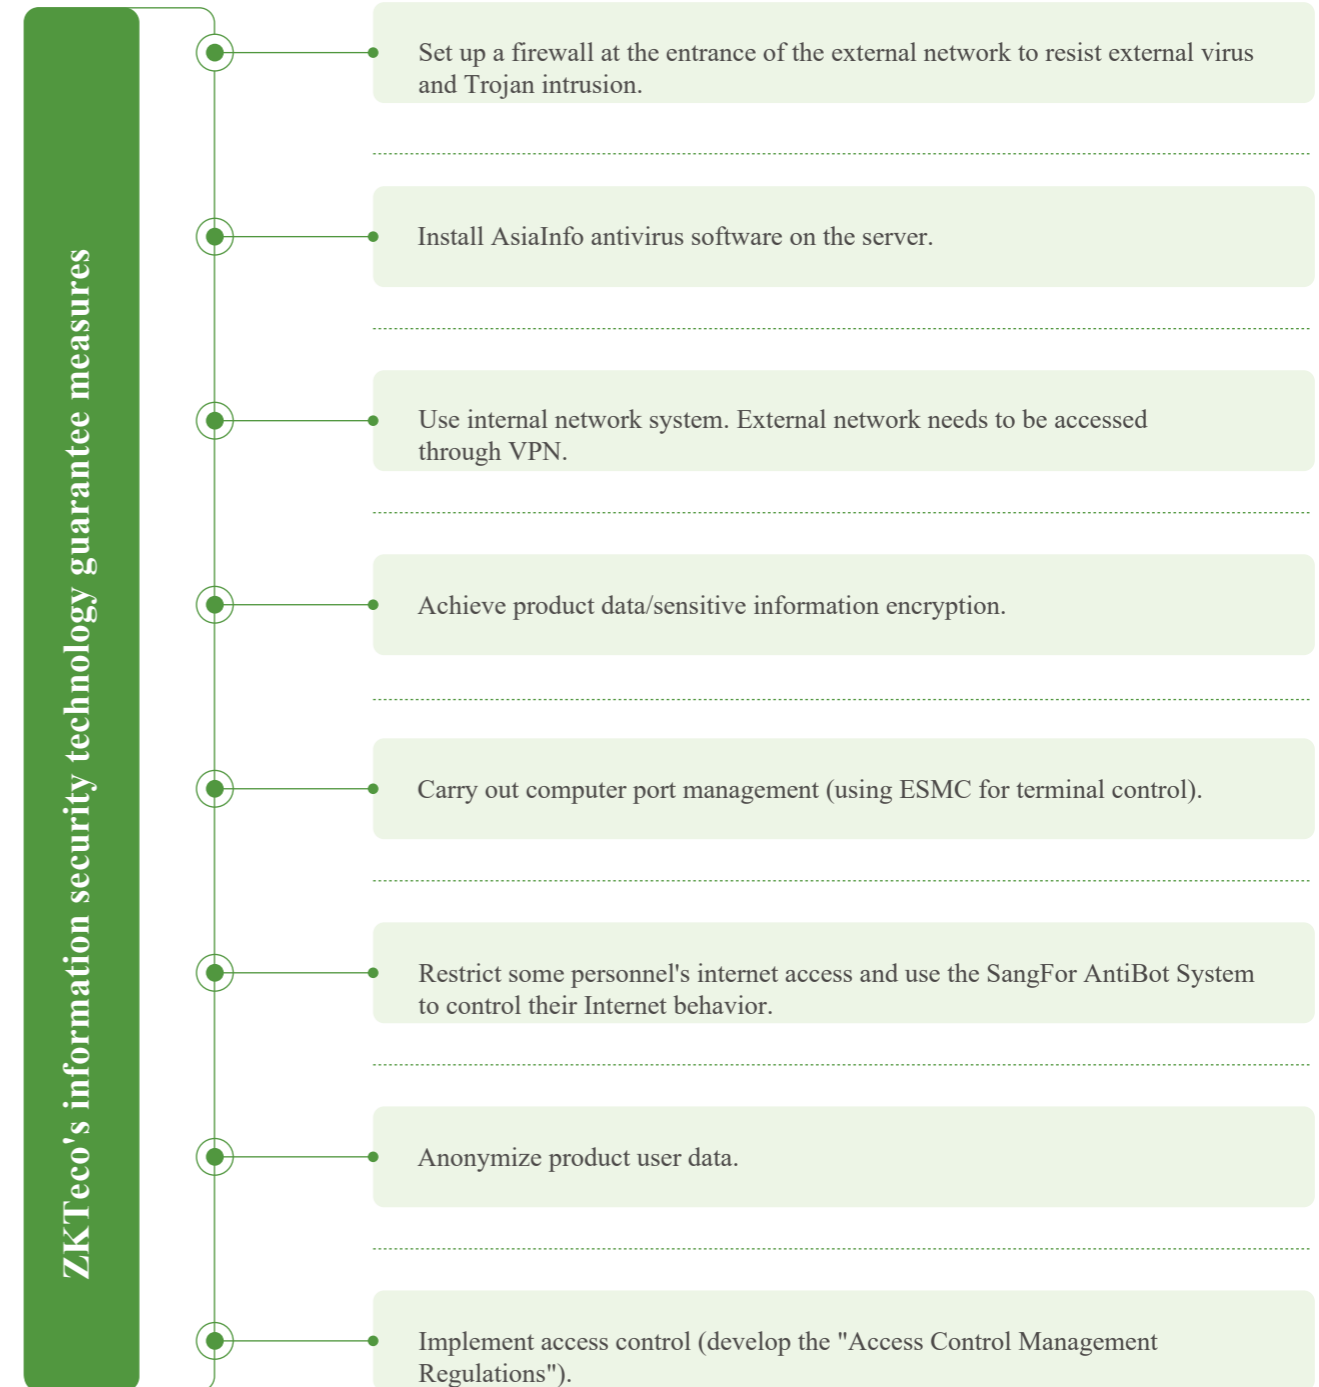 ZKTeco's information security technology guarantee measures
Set up a firewall at the entrance of the external network to resist external virus
and Trojan intrusion.
Install AsiaInfo antivirus software on the server.
Use internal network system. External network needs to be accessed
through VPN.
Achieve product data/sensitive information encryption.
Carry out computer port management (using ESMC for terminal control).
Restrict some personnel's internet access and use the SangFor AntiBot System
to control their Internet behavior.
Anonymize product user data.
Implement access control (develop the "Access Control Management
Regulations").